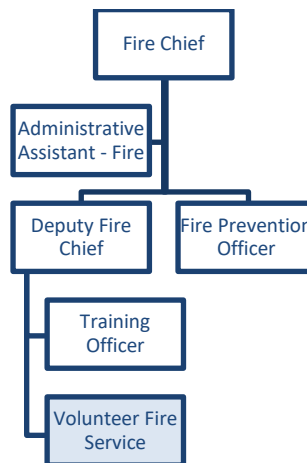 Fire Chief
Administrative
Assistant - Fire
Deputy Fire
Chief
Fire Prevention
Officer
Training
Officer
Volunteer Fire
Service